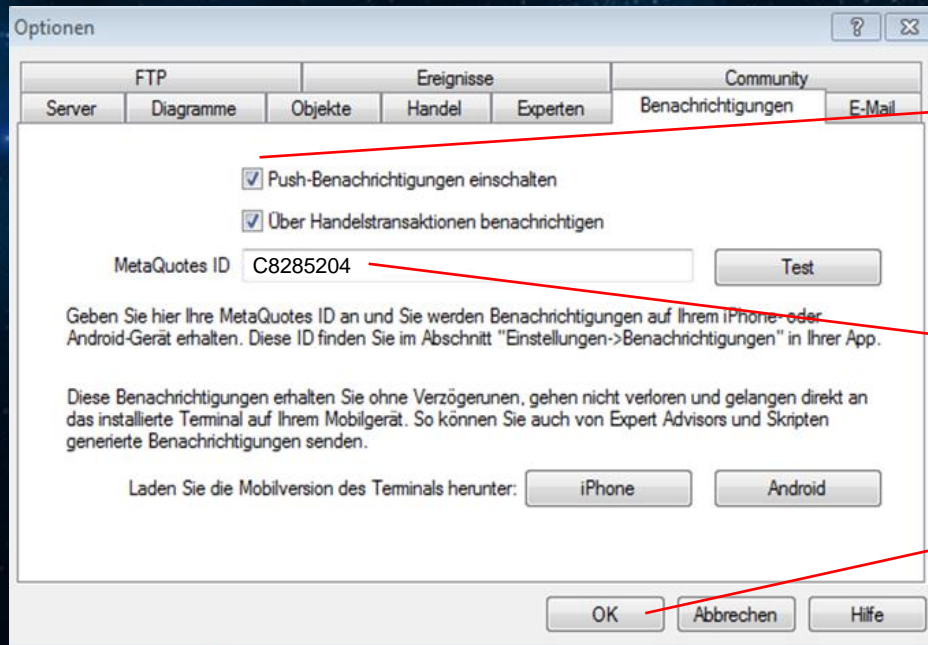 Optionen
FTP Ereignisse Community
Server Diagramme Objekte Handel Experten Benachrichtigungen E-Mail
Push-Benachrichtigungen einschalten
Über Handelstransaktionen benachrichtigen
MetaQuotes ID C8285204 Test
Geben Sie hier Ihre MetaQuotes ID an und Sie werden Benachrichtigungen auf Ihrem iPhone- oder
Android-Gerät erhalten. Diese ID finden Sie im Abschnitt "Einstellungen->Benachrichtigungen" in Ihrer App.
Diese Benachrichtigungen erhalten Sie ohne Verzögerunen, gehen nicht verloren und gelangen direkt an
das installierte Terminal auf Ihrem Mobilgerät. So können Sie auch von Expert Advisors und Skripten
generierte Benachrichtigungen senden.
Laden Sie die Mobilversion des Terminals herunter: iPhone Android
OK Abbrechen Hilfe